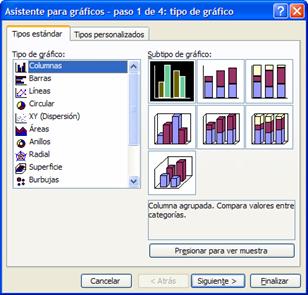 Asistente para gráficos - paso 1 de 4: tipo de gráfico
Tipos estándar
Tipos personalizados
Tipo de gráfico:
Subtipo de gráfico:
Columnas
Barras
Líneas
Circular
XY (Dispersión)
Áreas
Anillos
Radial
Superficie
Burbujas
Columna agrupada. Compara valores entre
categorías.
Presionar para ver muestra
Cancelar
< Atrás
Siguiente >
Finalizar